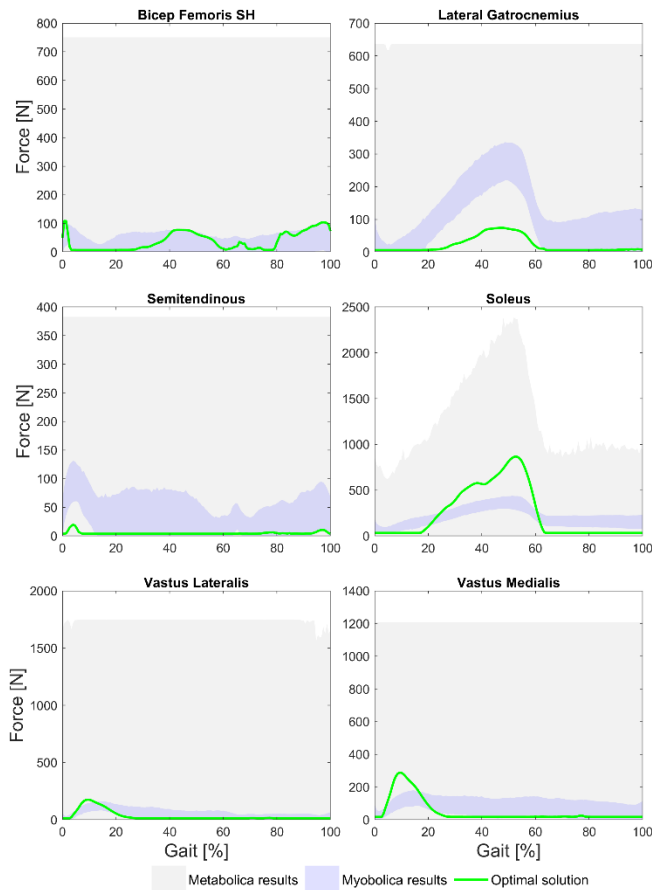 Bicep Femoris SH
Lateral Gatrocnemius
Force [N]
800
700
600
500
400
300
200
100
0
0 20 40 60 80 100
700
600
500
400
300
200
100
0
0 20 40 60 80 100
Semitendinous
Soleus
Force [N]
400
350
300
250
200
150
100
50
0
0 20 40 60 80 100
2500
2000
1500
1000
500
0
0 20 40 60 80 100
Vastus Lateralis
Vastus Medialis
Force [N]
2000
1500
1000
500
0
0 20 40 60 80 100
Gait [%]
1400
1200
1000
800
600
400
200
0
0 20 40 60 80 100
Gait [%]
Metabolica results Myobolica results Optimal solution